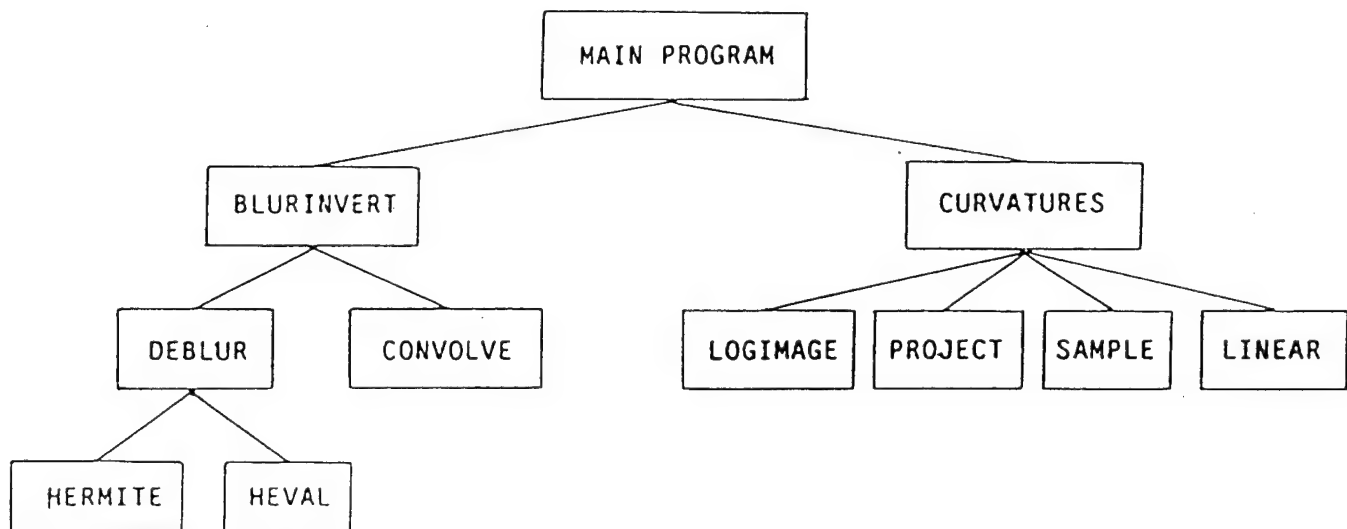 MAIN PROGRAM
BLURINVERT
CURVATURES
DEBLUR
CONVOLVE
LOGIMAGE
PROJECT
SAMPLE
LINEAR
HERMITE
HEVAL